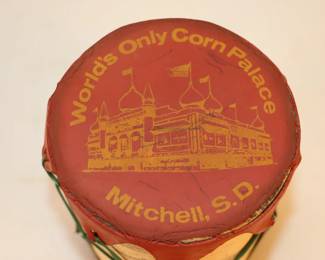 World's Only Corn Palace
Mitchell, S.D.